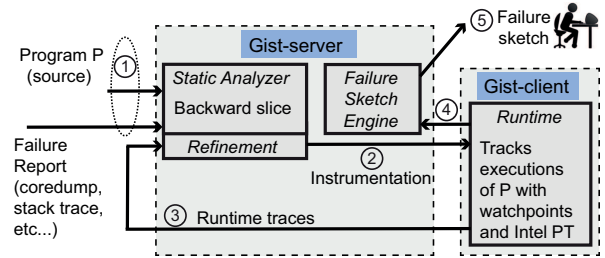 Program P
(source)
1
Failure
Report
(coredump,
stack trace,
etc...)
Gist-server
Static Analyzer
Backward slice
Refinement
Failure
Sketch
Engine
2
Instrumentation
3 Runtime traces
4
5 Failure
sketch
Gist-client
Runtime
Tracks
executions
of P with
watchpoints
and Intel PT